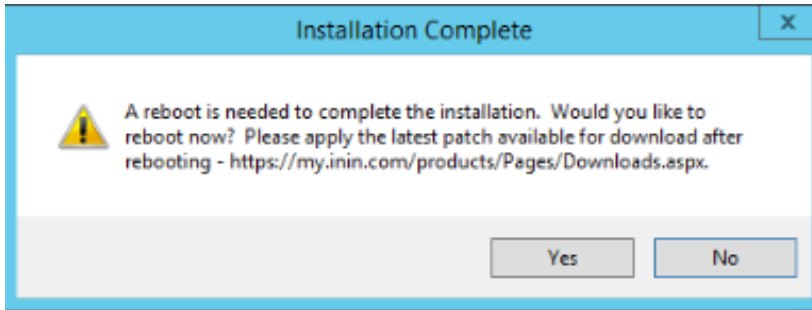 Installation Complete
x
A reboot is needed to complete the installation.  Would you like to
reboot now?  Please apply the latest patch available for download after
rebooting - https://my.inin.com/products/Pages/Downloads.aspx.
Yes No